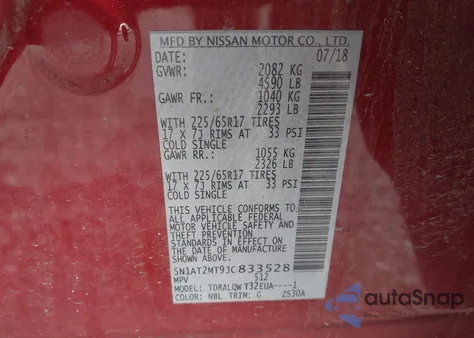 MFD BY NISSAN MOTOR CO., LTD.
DATE: 07/18
GVWR: 2082 KG
4590 LB
GAWR FR.: 1040 KG
2293 LB
WITH 225/65R17 TIRES
17 X 7J RIMS AT 33 PSI
COLD SINGLE
GAWR RR.: 1055 KG
2326 LB
WITH 225/65R17 TIRES
17 X 7J RIMS AT 33 PSI
COLD SINGLE
THIS VEHICLE CONFORMS TO
ALL APPLICABLE FEDERAL
MOTOR VEHICLE SAFETY AND
THEFT PREVENTION
STANDARDS IN EFFECT ON THE
DATE OF MANUFACTURE
SHOWN ABOVE.
5N1AT2MT9JC833528
MPV S12
MODEL: TDRALQWT32EUA----1
COLOR: NBL TRIM: G ZS30A
autoSnap